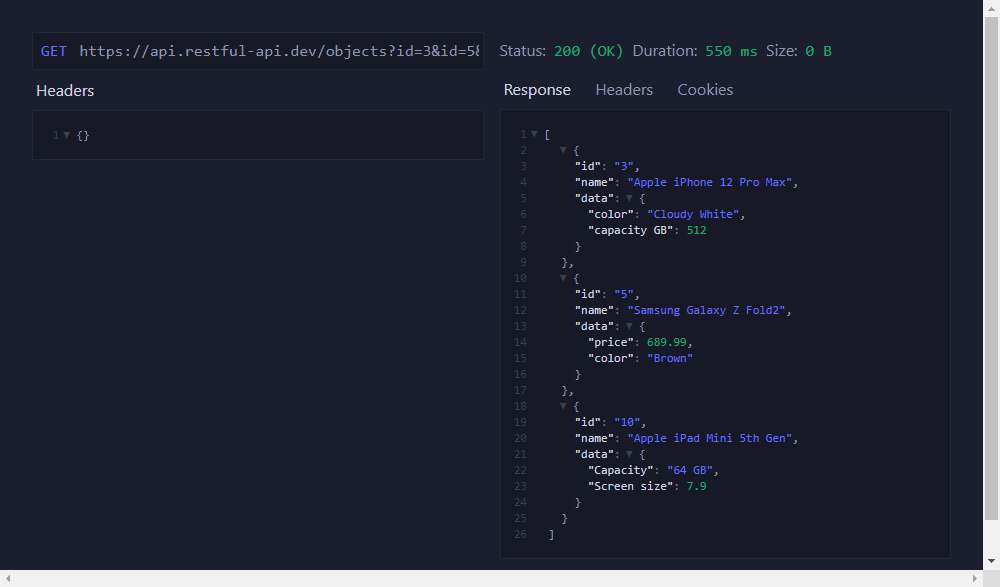 GET https://api.restful-api.dev/objects?id=3&id=5&
Status: 200 (OK) Duration: 550 ms Size: 0 B
Headers
1 {}
Response Headers Cookies
1 [
2 {
3 "id": "3",
4 "name": "Apple iPhone 12 Pro Max",
5 "data": {
6 "color": "Cloudy White",
7 "capacity GB": 512
8 }
9 },
10 {
11 "id": "5",
12 "name": "Samsung Galaxy Z Fold2",
13 "data": {
14 "price": 689.99,
15 "color": "Brown"
16 }
17 },
18 {
19 "id": "10",
20 "name": "Apple iPad Mini 5th Gen",
21 "data": {
22 "Capacity": "64 GB",
23 "Screen size": 7.9
24 }
25 }
26 ]